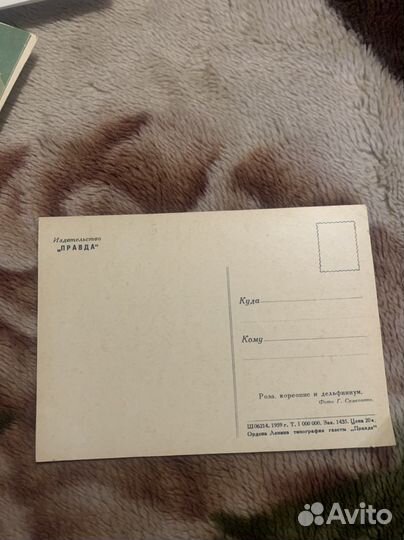 Издательство
„ПРАВДА“
Куда
Кому
Роза, кореопис и дельфиниум.
Фото Г.
Ш 06214. 1959 г. Т. 1 000 000. Зак. 1435. Цена 20 к.
Ордена Ленина типография газеты „Правда“
Avito